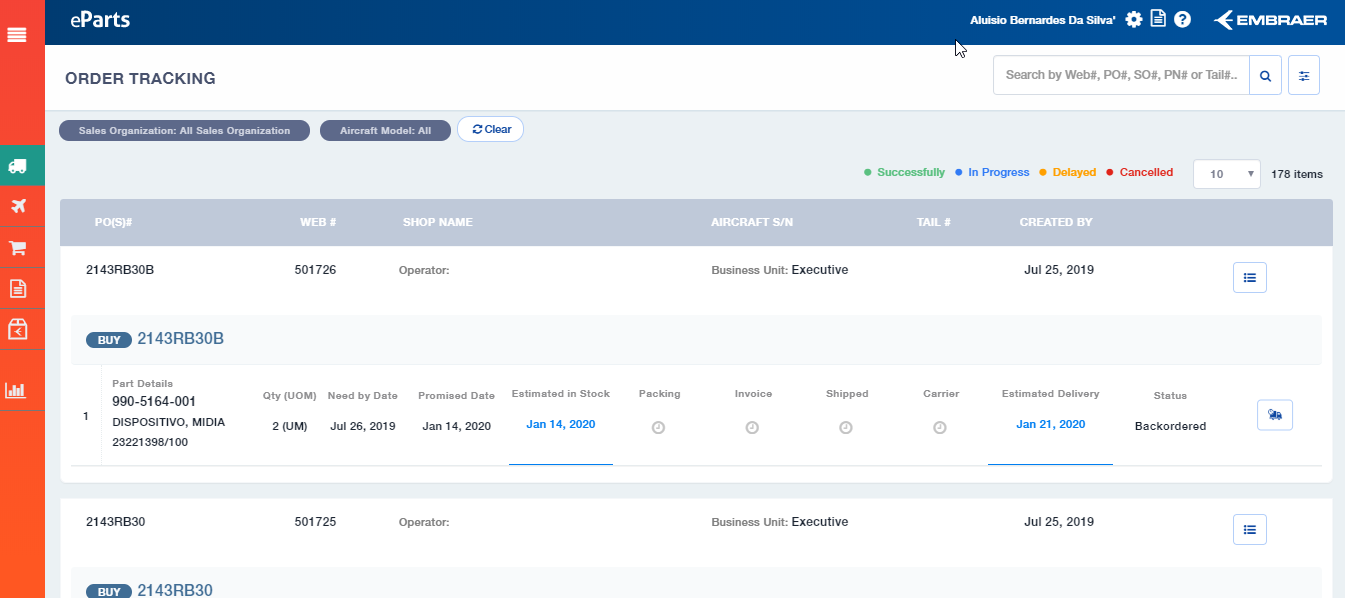 eParts
Aluisio Bernardes Da Silva'
EMBRAER
ORDER TRACKING
Search by Web#, PO#, SO#, PN# or Tail#..
Sales Organization: All Sales Organization
Aircraft Model: All
Clear
Successfully
In Progress
Delayed
Cancelled
10
178 items
PO(S)#
WEB #
SHOP NAME
AIRCRAFT S/N
TAIL #
CREATED BY
2143RB30B
501726
Operator:
Business Unit: Executive
Jul 25, 2019
BUY 2143RB30B
1
Part Details
990-5164-001
DISPOSITIVO, MIDIA
23221398/100
Qty (UOM)
2 (UM)
Need by Date
Jul 26, 2019
Promised Date
Jan 14, 2020
Estimated in Stock
Jan 14, 2020
Packing
Invoice
Shipped
Carrier
Estimated Delivery
Jan 21, 2020
Status
Backordered
2143RB30
501725
Operator:
Business Unit: Executive
Jul 25, 2019
BUY 2143RB30